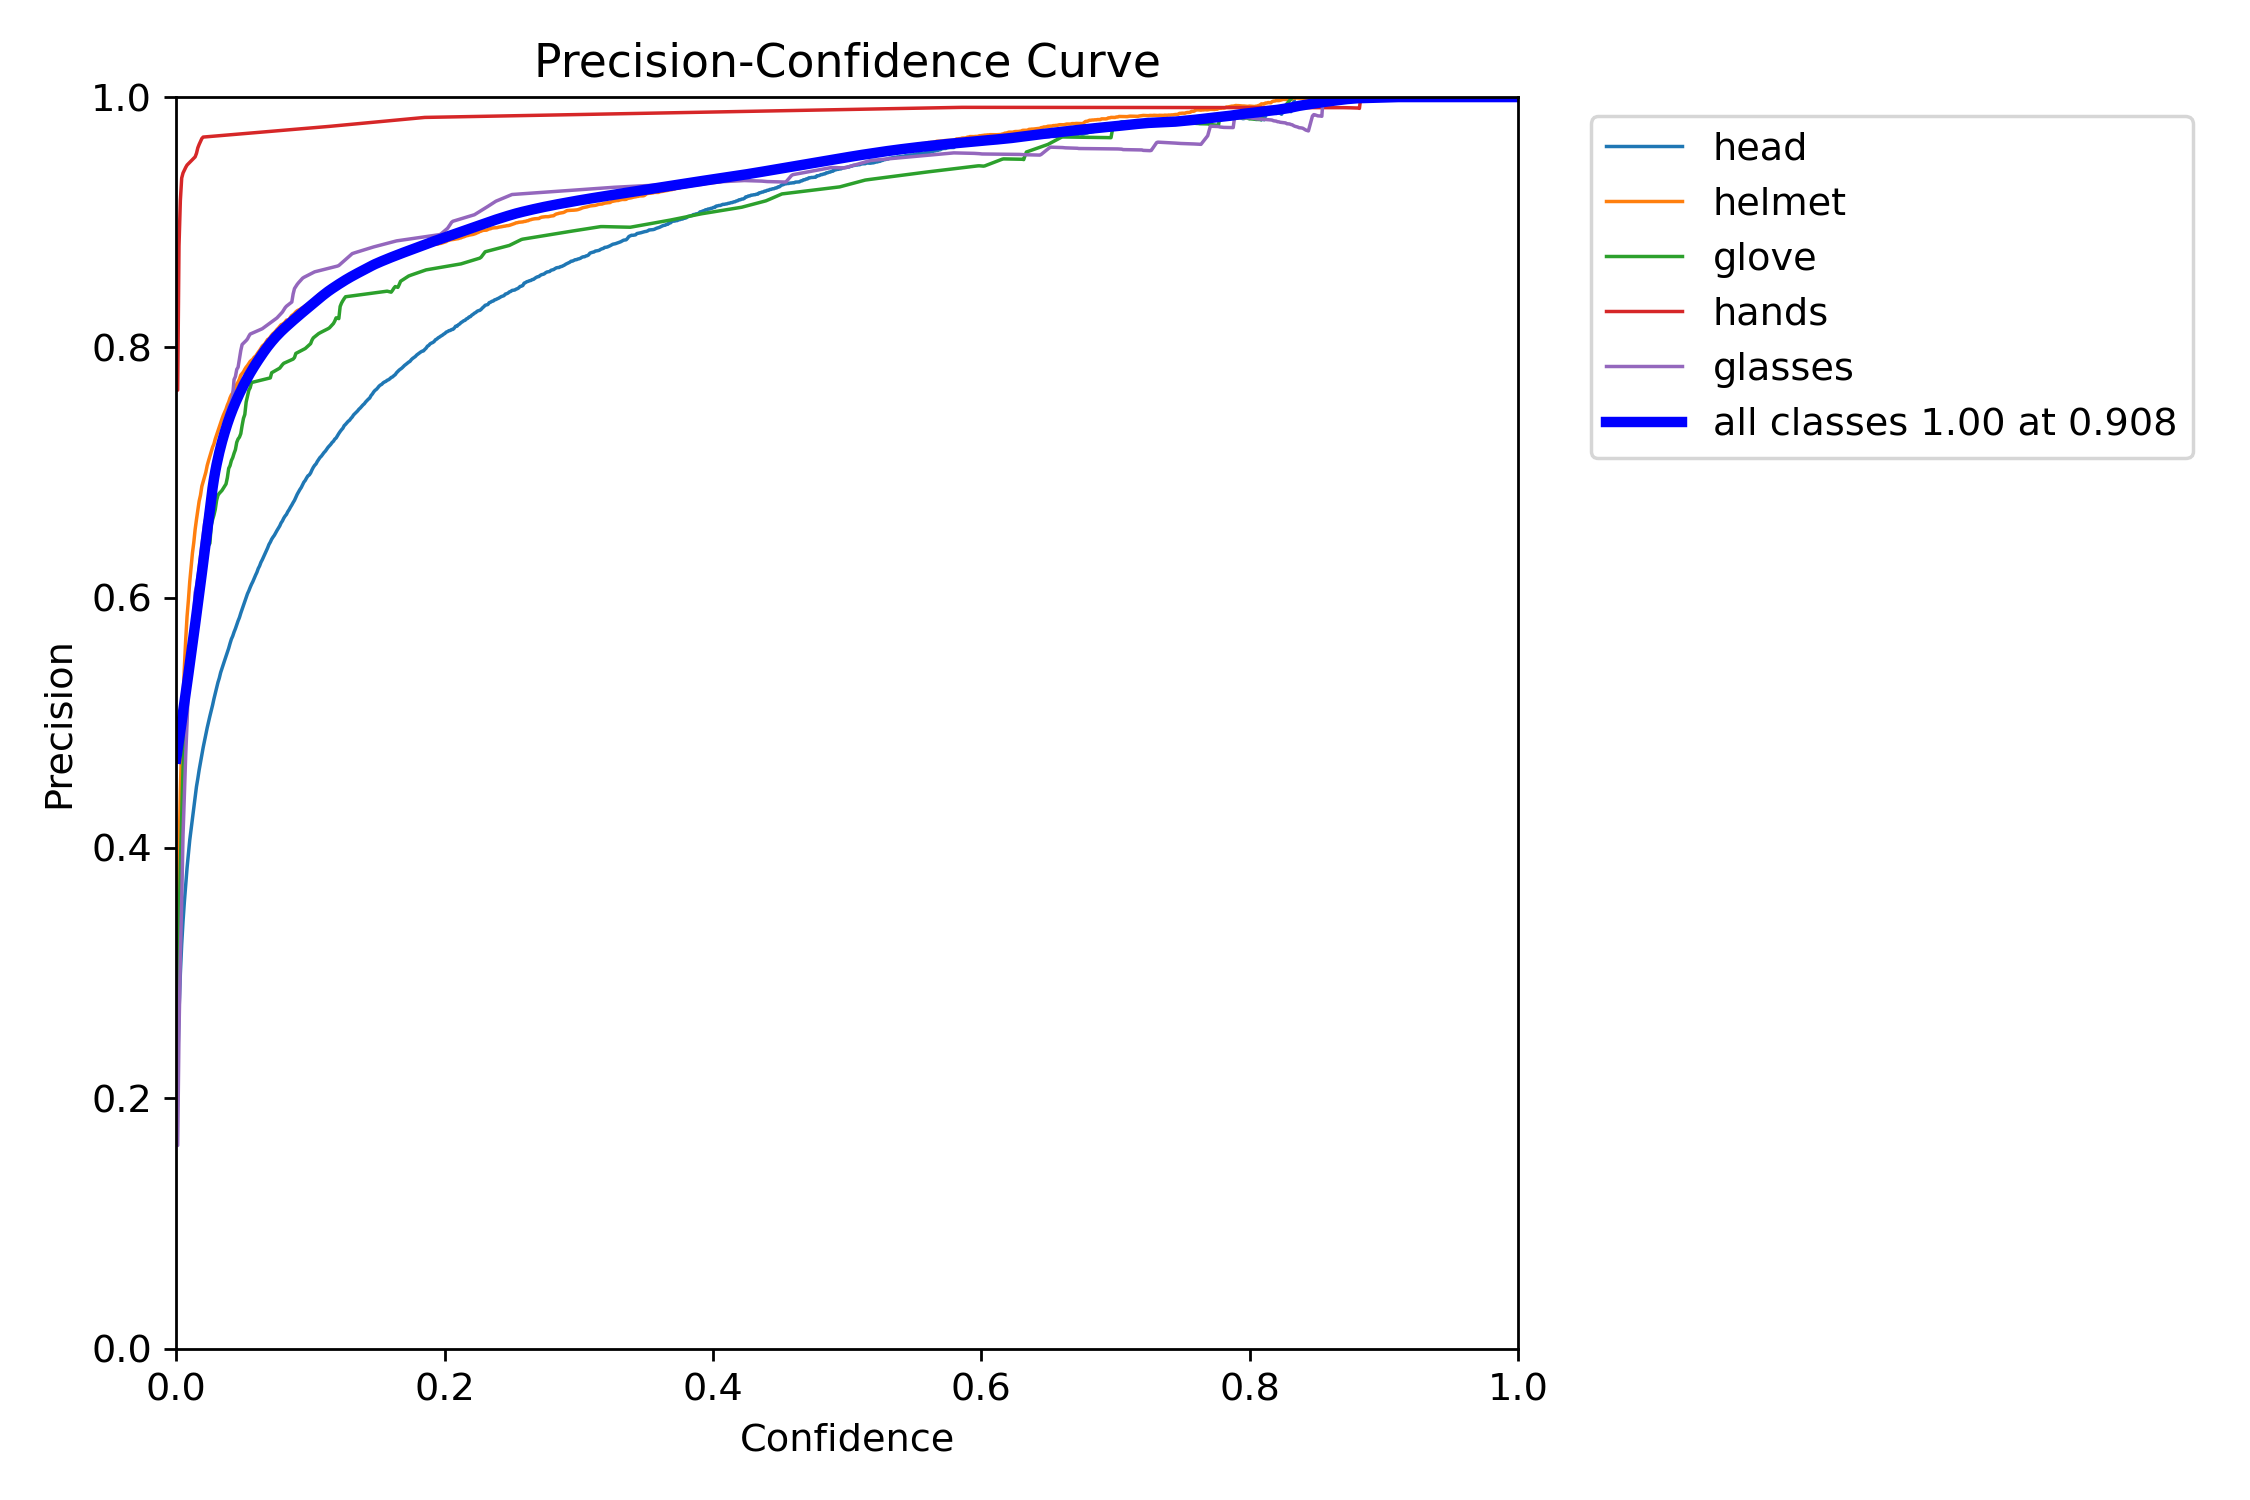 Precision-Confidence Curve
1.0
0.8
0.6
0.4
0.2
0.0
Precision
0.0 0.2 0.4 0.6 0.8 1.0
Confidence
head
helmet
glove
hands
glasses
all classes 1.00 at 0.908